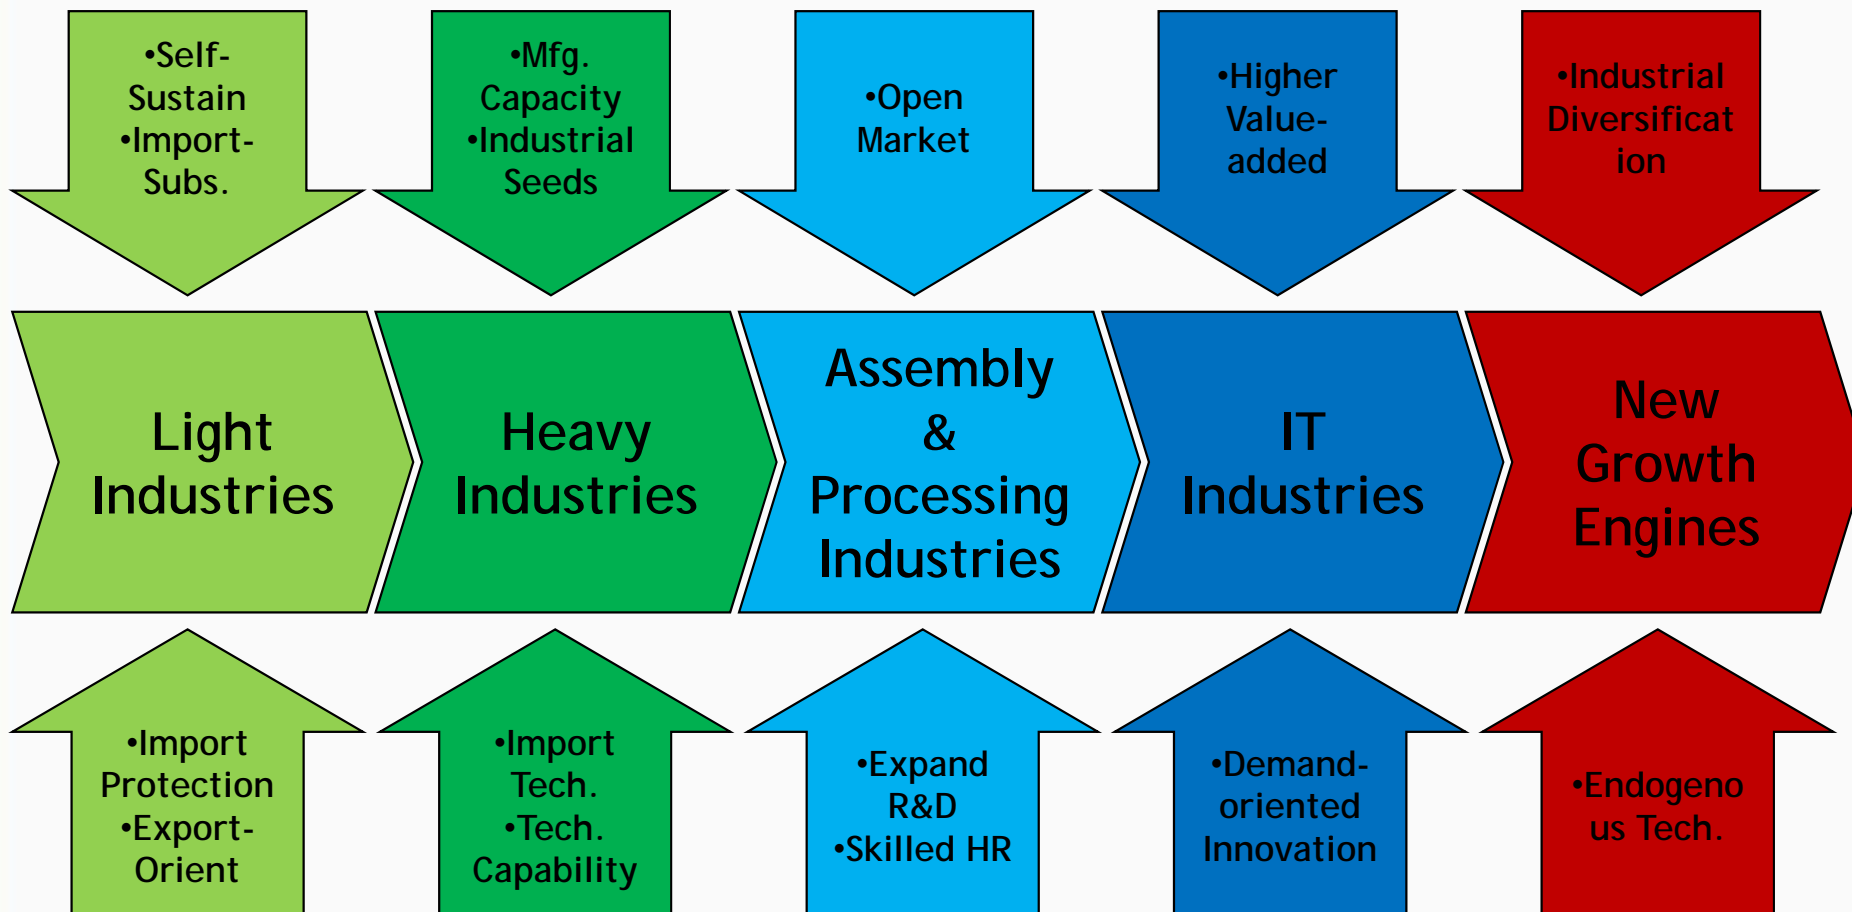 •Self-
Sustain
•Import-
Subs.
•Mfg.
Capacity
•Industrial
Seeds
•Open
Market
•Higher
Value-
added
•Industrial
Diversificat
ion
Light
Industries
Heavy
Industries
Assembly
&
Processing
Industries
IT
Industries
New
Growth
Engines
•Import
Protection
•Export-
Orient
•Import
Tech.
•Tech.
Capability
•Expand
R&D
•Skilled HR
•Demand-
oriented
Innovation
•Endogeno
us Tech.